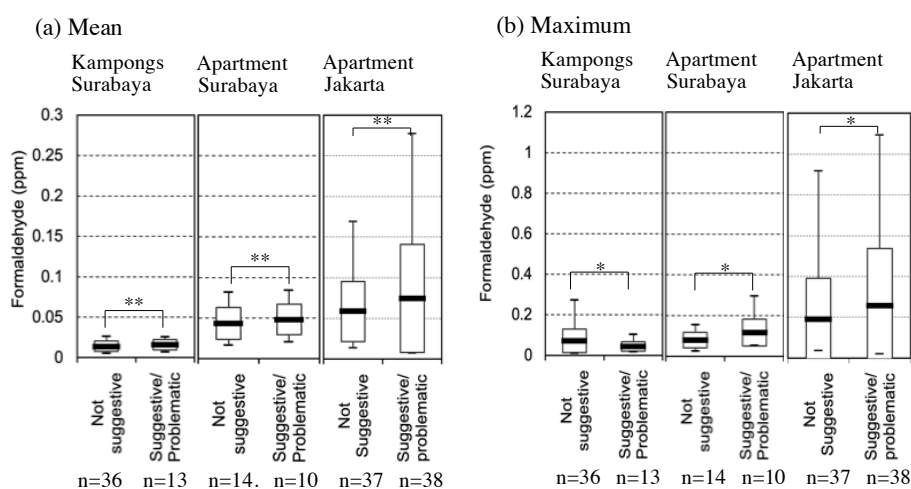 (a) Mean
Kampongs
Surabaya
Apartment
Surabaya
Apartment
Jakarta
Formaldehyde (ppm)
0.3
0.25
0.2
0.15
0.1
0.05
0
**
**
**
Not
suggestive
Suggestive/
Problematic
Not
suggestive
Suggestive/
Problematic
Not
Suggestive
Suggestive/
problematic
n=36
n=13
n=14.
n=10
n=37
n=38
(b) Maximum
Kampongs
Surabaya
Apartment
Surabaya
Apartment
Jakarta
Formaldehyde (ppm)
1.2
1
0.8
0.6
0.4
0.2
0
*
*
*
Not
suggestive
Suggestive/
Problematic
Not
suggestive
Suggestive/
Problematic
Not
Suggestive
Suggestive/
problematic
n=36
n=13
n=14
n=10
n=37
n=38